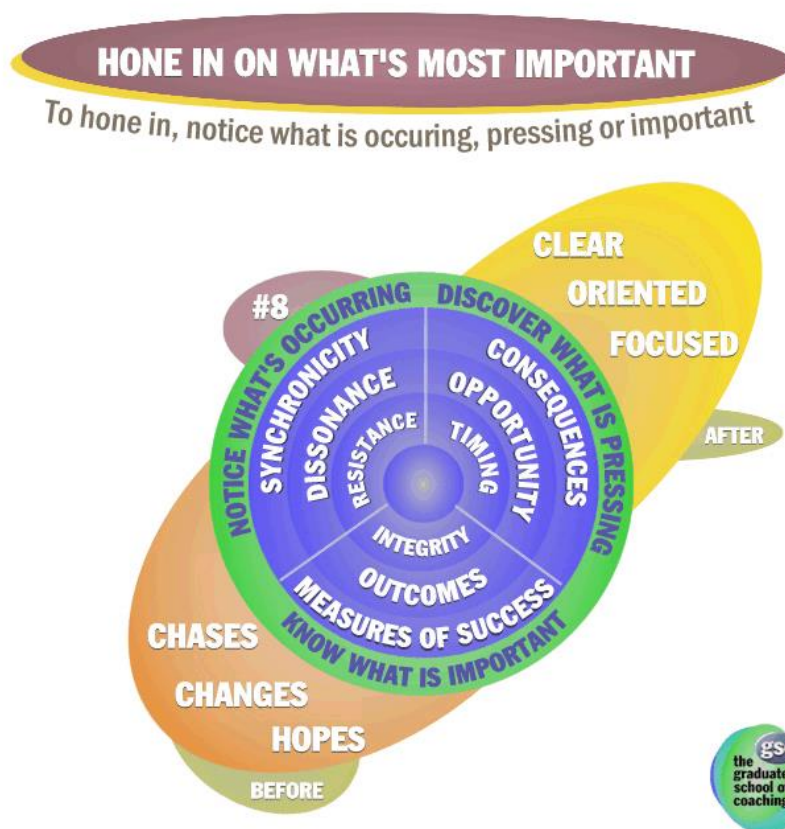 HONE IN ON WHAT'S MOST IMPORTANT
To hone in, notice what is occuring, pressing or important
CLEAR
ORIENTED
FOCUSED
AFTER
#8
NOTICE WHAT'S OCCURRING
SYNCHRONICITY
DISSONANCE
RESISTANCE
DISCOVER WHAT IS PRESSING
CONSEQUENCES
OPPORTUNITY
TIMING
INTEGRITY
OUTCOMES
MEASURES OF SUCCESS
KNOW WHAT IS IMPORTANT
CHASES
CHANGES
HOPES
BEFORE
the
graduate
school of
coaching